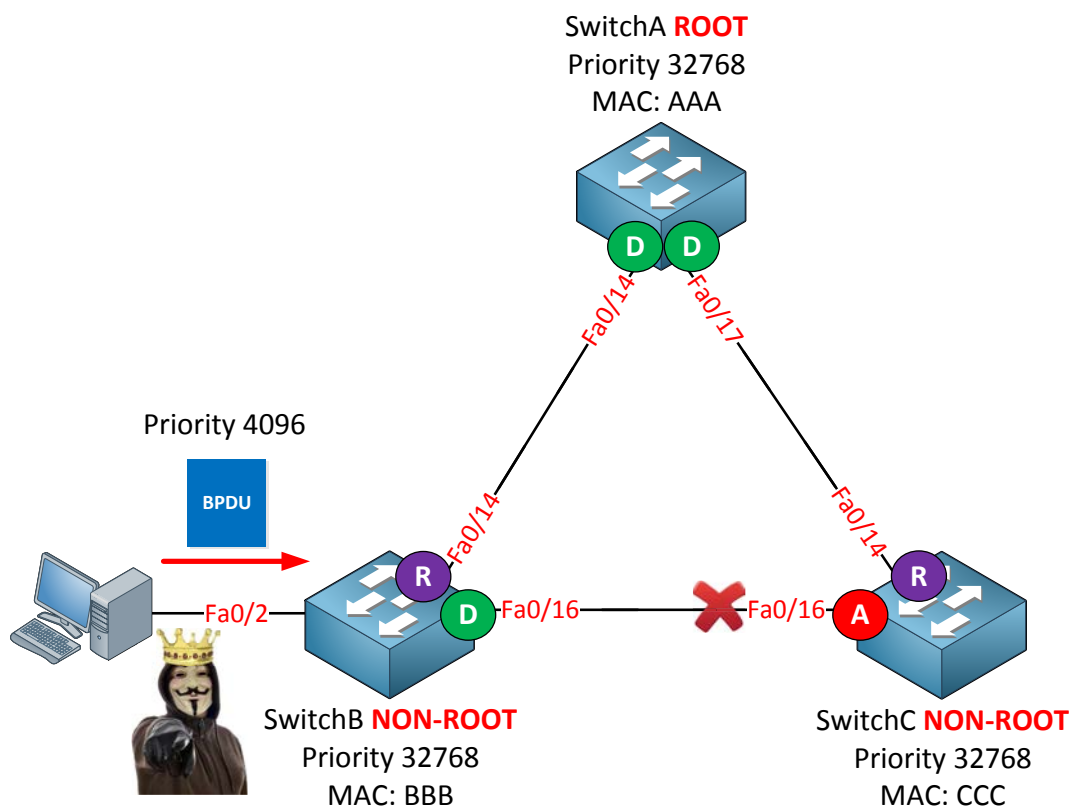 SwitchA ROOT
Priority 32768
MAC: AAA
D
D
Fa0/14
Fa0/17
Priority 4096
BPDU
Fa0/14
Fa0/14
R
R
Fa0/2
D
Fa0/16
Fa0/16
A
SwitchB NON-ROOT
Priority 32768
MAC: BBB
SwitchC NON-ROOT
Priority 32768
MAC: CCC